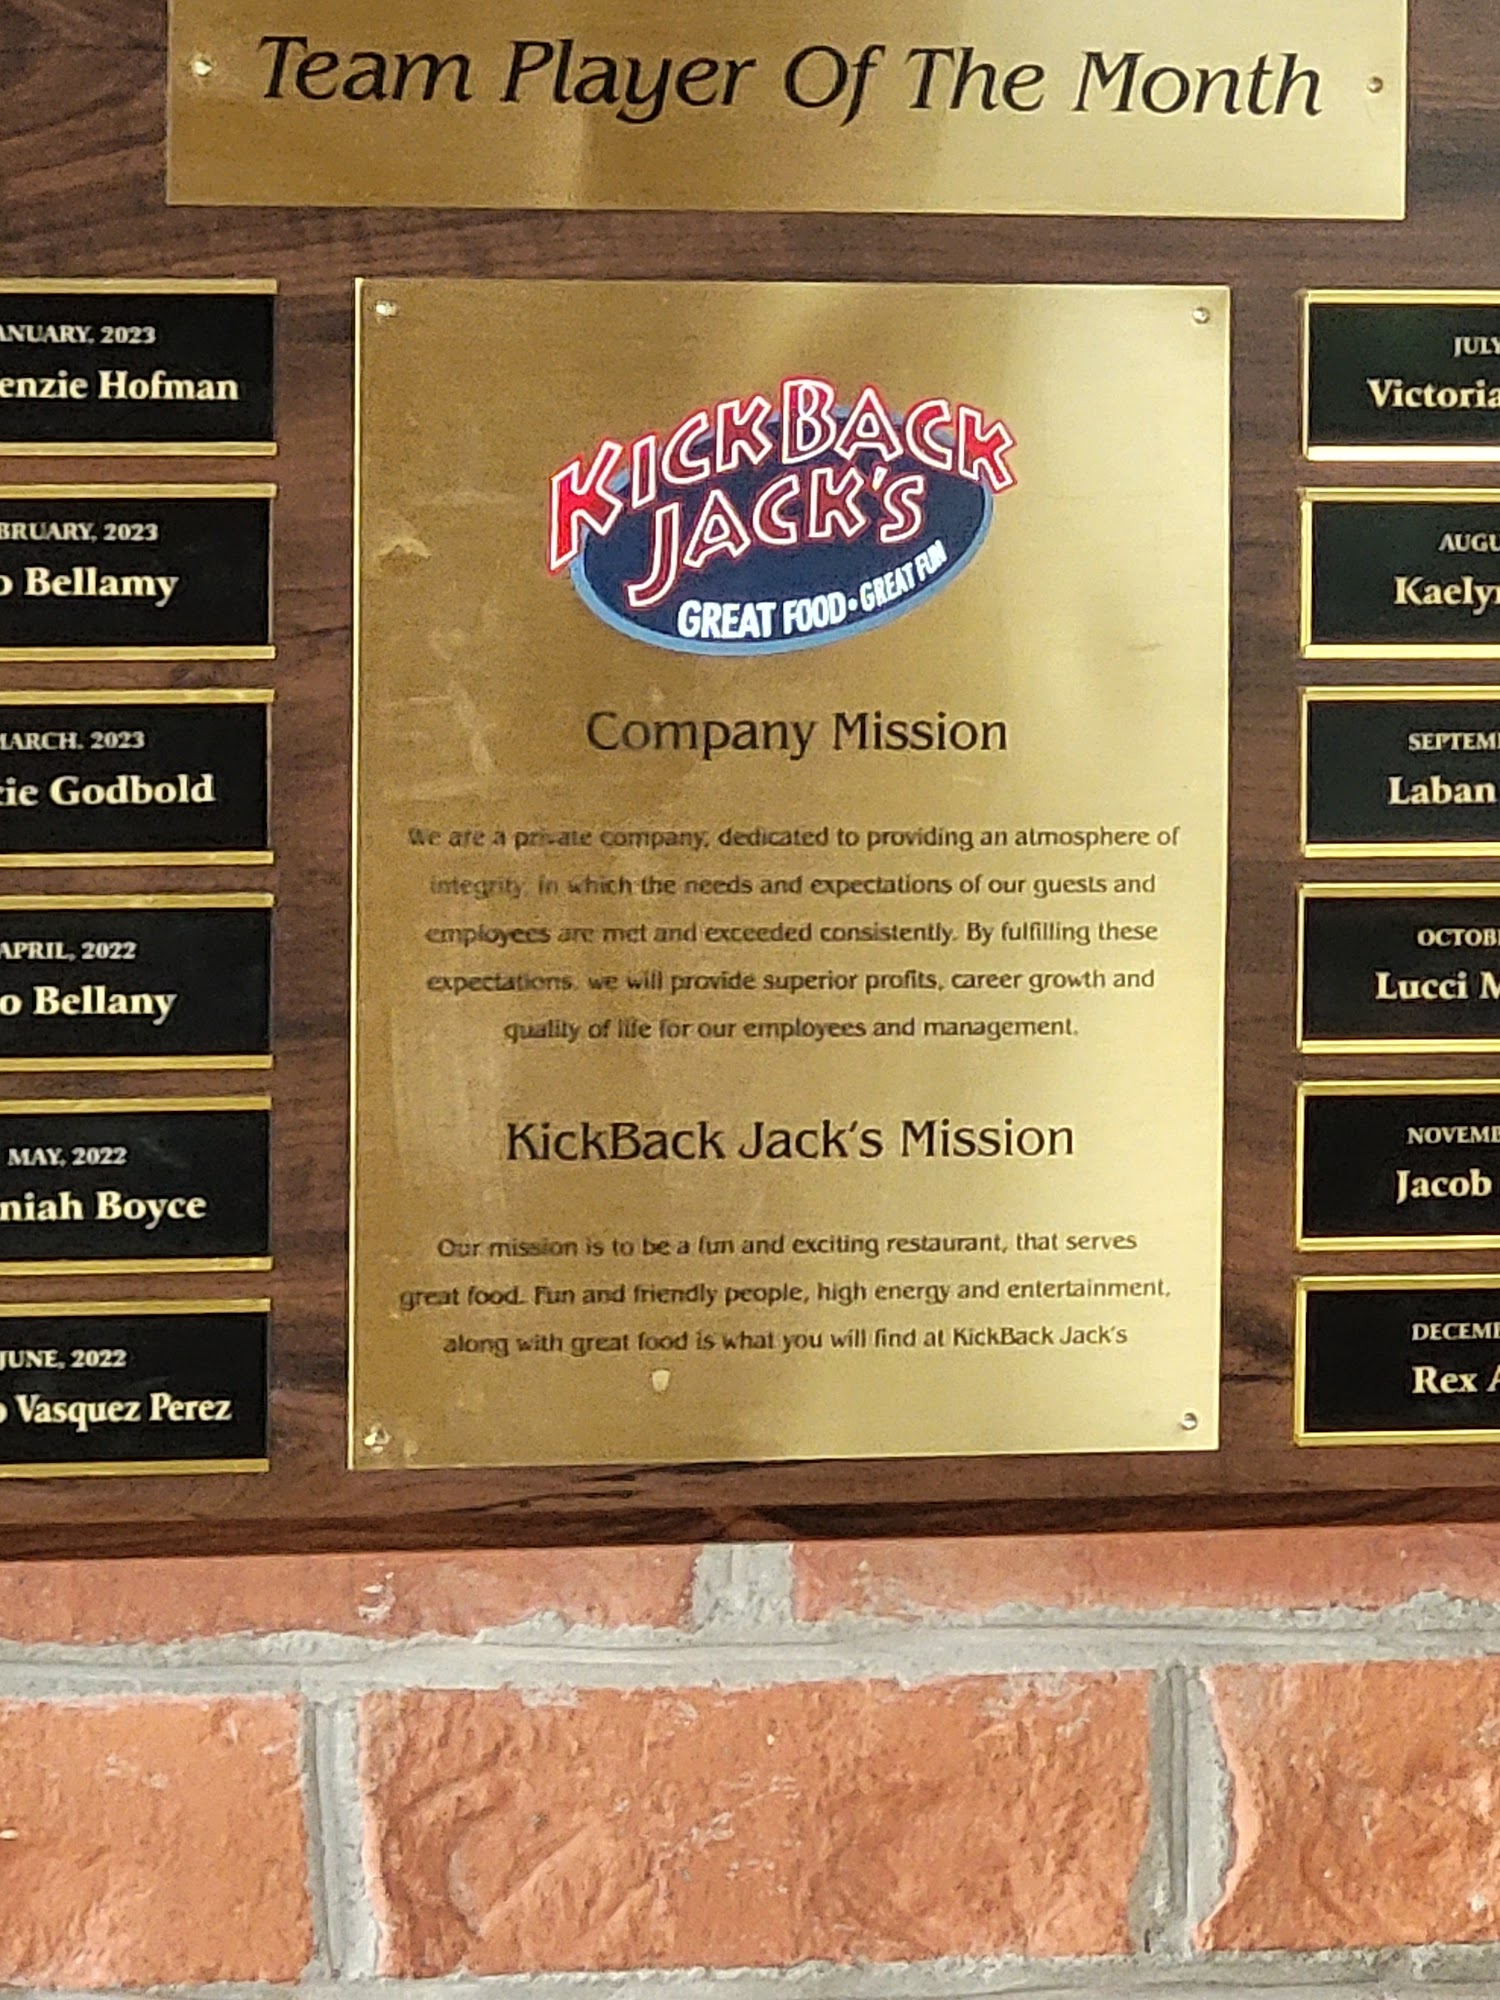 Team Player Of The Month
ANUARY, 2023
enzie Hofman
BRUARY, 2023
o Bellamy
MARCH, 2023
cie Godbold
APRIL, 2022
o Bellany
MAY, 2022
niah Boyce
JUNE, 2022
o Vasquez Perez
KICKBACK
JACK'S
GREAT FOOD • GREAT FUN
Company Mission
We are a private company, dedicated to providing an atmosphere of
integrity, in which the needs and expectations of our guests and
employees are met and exceeded consistently. By fulfilling these
expectations, we will provide superior profits, career growth and
quality of life for our employees and management.
KickBack Jack's Mission
Our mission is to be a fun and exciting restaurant, that serves
great food. Fun and friendly people, high energy and entertainment,
along with great food is what you will find at KickBack Jack's
JULY
Victoria
AUGU
Kaelyn
SEPTEM
Laban
OCTOB
Lucci M
NOVEMB
Jacob
DECEM
Rex A